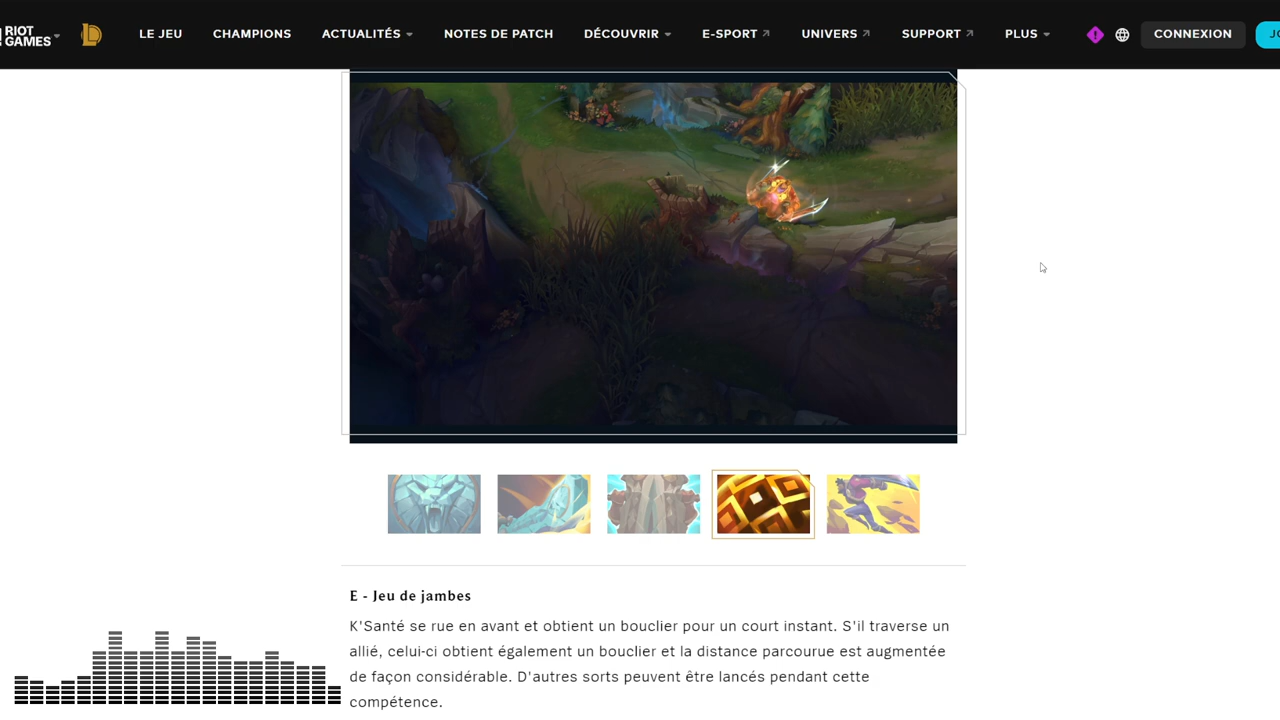 RIOT GAMES
LE JEU CHAMPIONS ACTUALITÉS NOTES DE PATCH DÉCOUVRIR E-SPORT UNIVERS SUPPORT PLUS CONNEXION JO
E - Jeu de jambes
K'Santé se rue en avant et obtient un bouclier pour un court instant. S'il traverse un
allié, celui-ci obtient également un bouclier et la distance parcourue est augmentée
de façon considérable. D'autres sorts peuvent être lancés pendant cette
compétence.